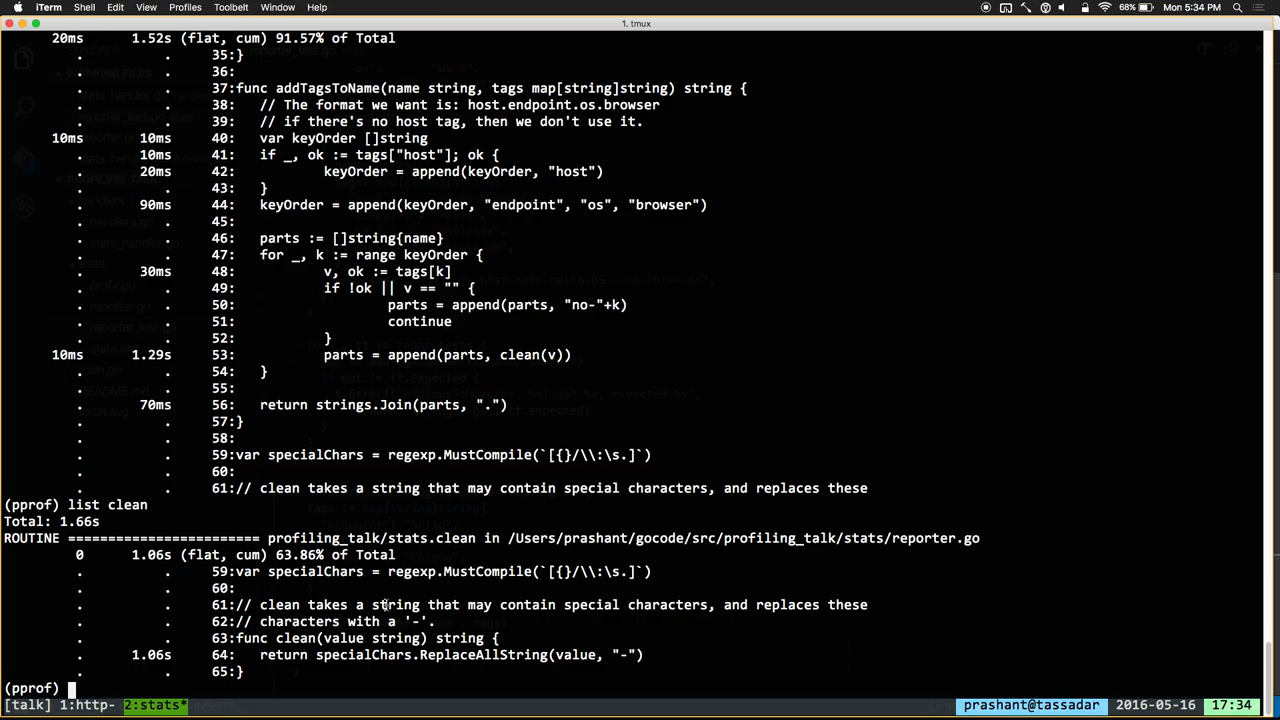 iTerm Shell Edit View Profiles Toolbelt Window Help 68% Mon 5:34 PM
1. tmux
20ms 1.52s (flat, cum) 91.57% of Total
. . 35:}
. . 36:
. . 37:func addTagsToName(name string, tags map[string]string) string {
. . 38: // The format we want is: host.endpoint.os.browser
. . 39: // if there's no host tag, then we don't use it.
10ms 10ms 40: var keyOrder []string
. 10ms 41: if _, ok := tags["host"]; ok {
. 20ms 42: keyOrder = append(keyOrder, "host")
. . 43: }
. 90ms 44: keyOrder = append(keyOrder, "endpoint", "os", "browser")
. . 45:
. . 46: parts := []string{name}
. . 47: for _, k := range keyOrder {
. 30ms 48: v, ok := tags[k]
. . 49: if !ok || v == "" {
. . 50: parts = append(parts, "no-"+k)
. . 51: continue
. . 52: }
10ms 1.29s 53: parts = append(parts, clean(v))
. . 54: }
. . 55:
. 70ms 56: return strings.Join(parts, ".")
. . 57:}
. . 58:
. . 59:var specialChars = regexp.MustCompile(`[{}/\\:\s.]`)
. . 60:
. . 61:// clean takes a string that may contain special characters, and replaces these
(pprof) list clean
Total: 1.66s
ROUTINE ======================== profiling_talk/stats.clean in /Users/prashant/gocode/src/profiling_talk/stats/reporter.go
0 1.06s (flat, cum) 63.86% of Total
. . 59:var specialChars = regexp.MustCompile(`[{}/\\:\s.]`)
. . 60:
. . 61:// clean takes a string that may contain special characters, and replaces these
. . 62:// characters with a '-'.
. . 63:func clean(value string) string {
. 1.06s 64: return specialChars.ReplaceAllString(value, "-")
. . 65:}
(pprof)
[talk] 1:http- 2:stats* prashant@tassadar 2016-05-16 17:34